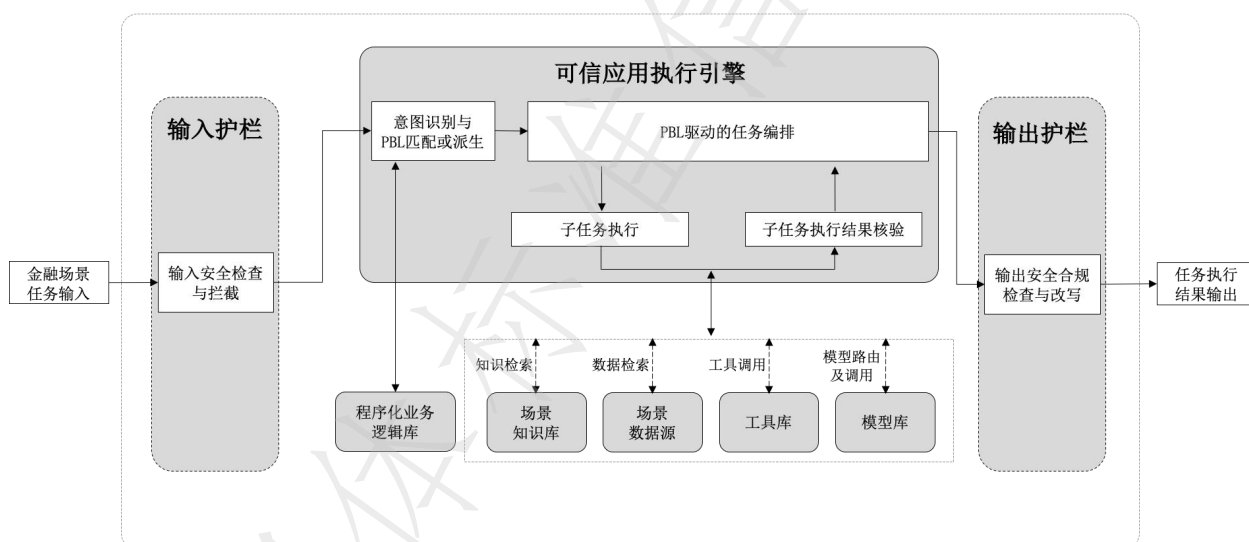 可信应用执行引擎
输入护栏
意图识别与
PBL匹配或派生
PBL驱动的任务编排
输出护栏
子任务执行
子任务执行结果核验
金融场景
任务输入
输入安全检查
与拦截
输出安全合规
检查与改写
任务执行
结果输出
知识检索
数据检索
工具调用
模型路由
及调用
程序化业务
逻辑库
场景
知识库
场景
数据源
工具库
模型库
体标准信